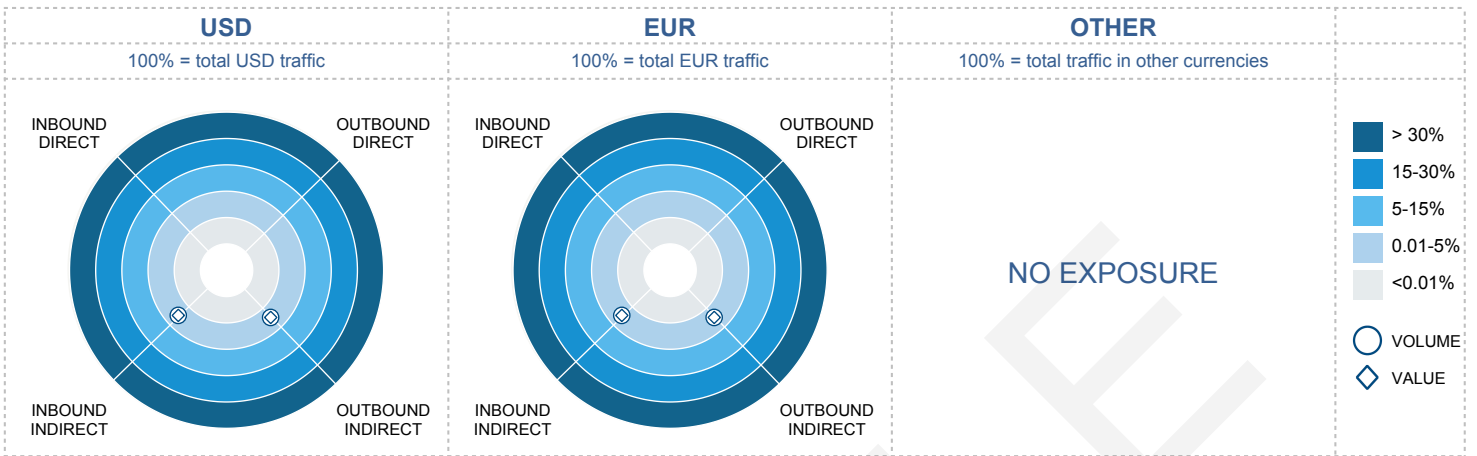 USD
EUR
OTHER
100% = total USD traffic
100% = total EUR traffic
100% = total traffic in other currencies
INBOUND
DIRECT
OUTBOUND
DIRECT
INBOUND
INDIRECT
OUTBOUND
INDIRECT
INBOUND
DIRECT
OUTBOUND
DIRECT
INBOUND
INDIRECT
OUTBOUND
INDIRECT
NO EXPOSURE
> 30%
15-30%
5-15%
0.01-5%
<0.01%
VOLUME
VALUE
E